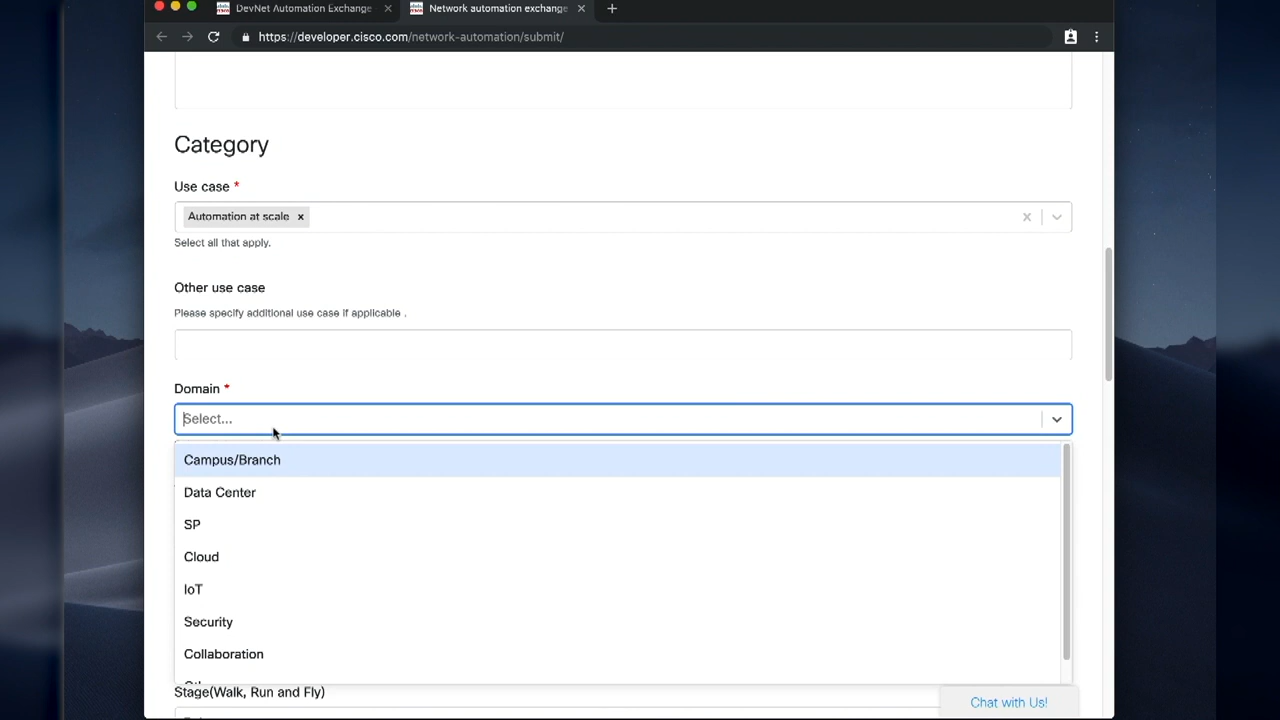 DevNet Automation Exchange
Network automation exchange
https://developer.cisco.com/network-automation/submit/
Category
Use case *
Automation at scale
Select all that apply.
Other use case
Please specify additional use case if applicable .
Domain *
Select...
Campus/Branch
Data Center
SP
Cloud
IoT
Security
Collaboration
Stage(Walk, Run and Fly)
Chat with Us!